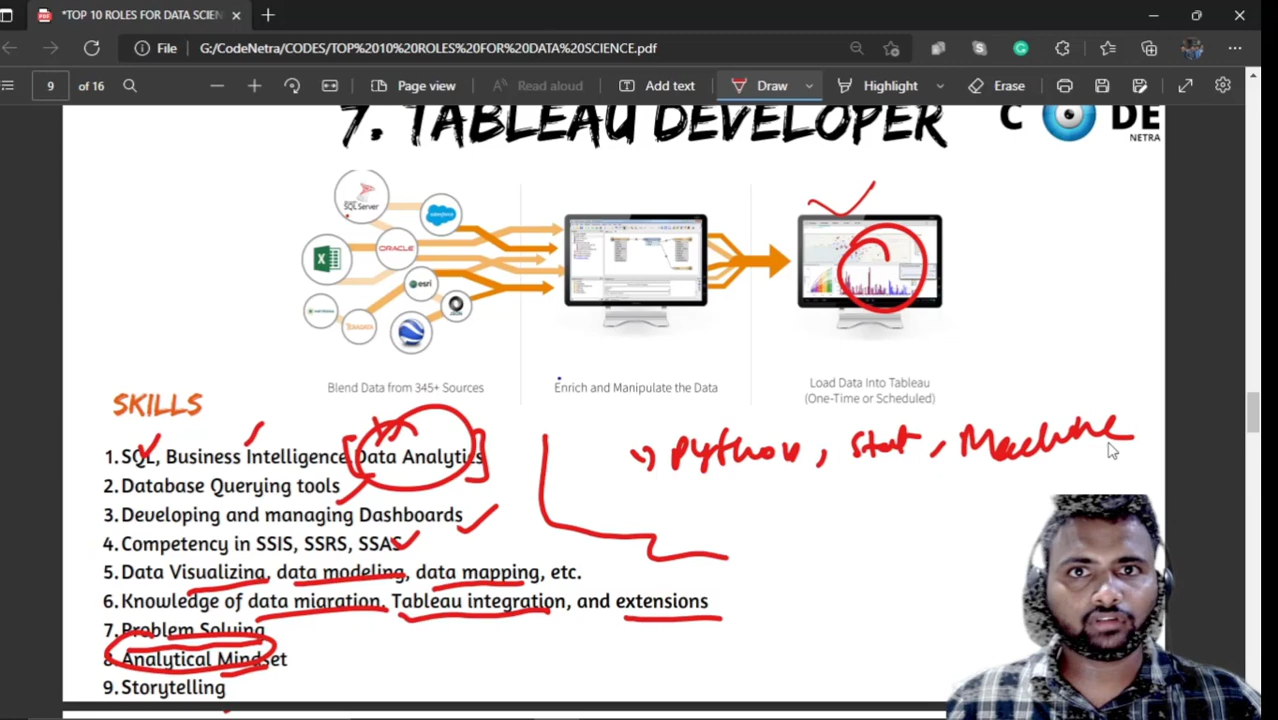 *TOP 10 ROLES FOR DATA SCIEN
File G:/CodeNetra/CODES/TOP%2010%20ROLES%20FOR%20DATA%20SCIENCE.pdf
9 of 16 Page view Read aloud Add text Draw Highlight Erase
7. TABLEAU DEVELOPER
C DE
NETRA
SQL Server
salesforce
ORACLE
esri
JSON
TERADATA
Blend Data from 345+ Sources
Enrich and Manipulate the Data
Load Data Into Tableau
(One-Time or Scheduled)
SKILLS
Python, Stat, Machine
1. SQL, Business Intelligence Data Analytics
2. Database Querying tools
3. Developing and managing Dashboards
4. Competency in SSIS, SSRS, SSAS
5. Data Visualizing, data modeling, data mapping, etc.
6. Knowledge of data migration, Tableau integration, and extensions
7. Problem Solving
8. Analytical Mindset
9. Storytelling